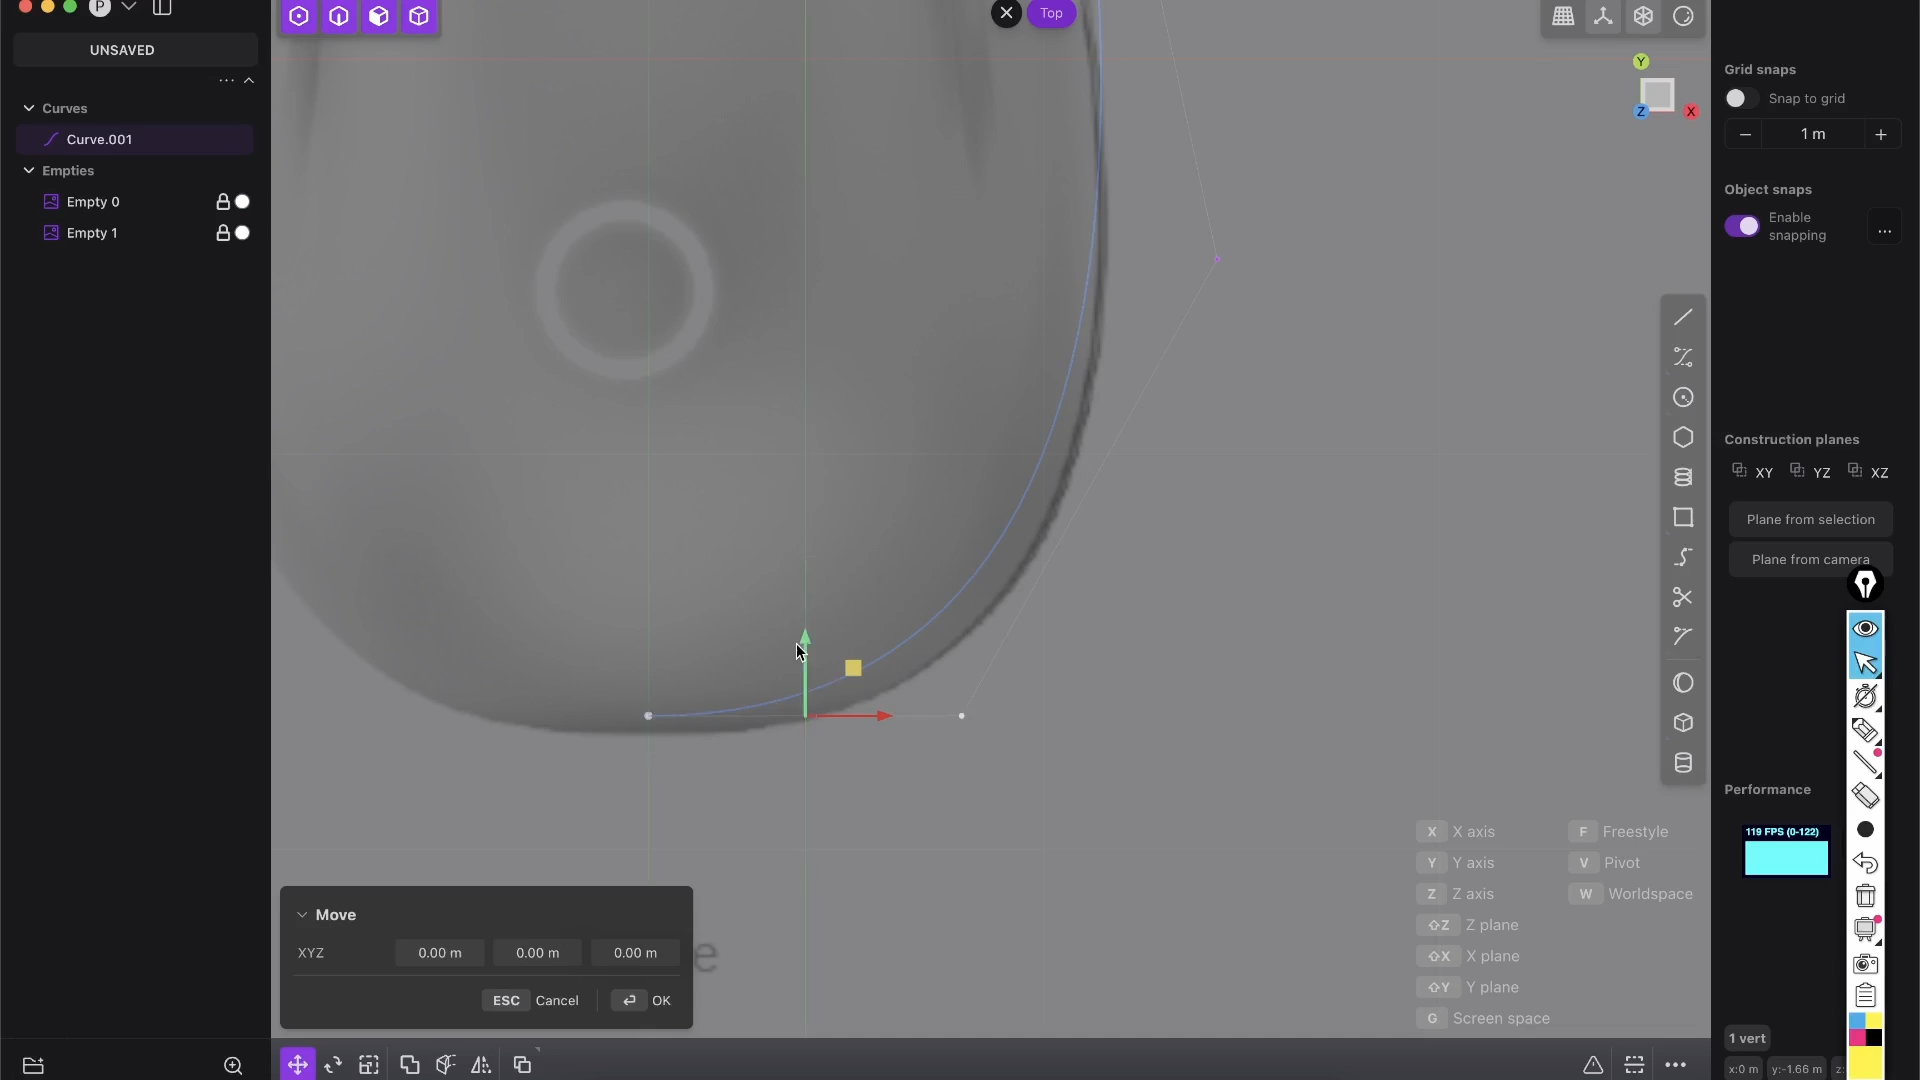 P
Top
UNSAVED
Curves
Curve.001
Empties
Empty 0
Empty 1
Y
Z
X
Grid snaps
Snap to grid
1 m
Object snaps
Enable snapping
Construction planes
XY
YZ
XZ
Plane from selection
Plane from camera
Performance
119 FPS (0-122)
X X axis
F Freestyle
Y Y axis
V Pivot
Z Z axis
W Worldspace
⇧Z Z plane
⇧X X plane
⇧Y Y plane
G Screen space
Move
XYZ 0.00 m 0.00 m 0.00 m
ESC Cancel
OK
e
1 vert
x:0 m y:-1.66 m z: